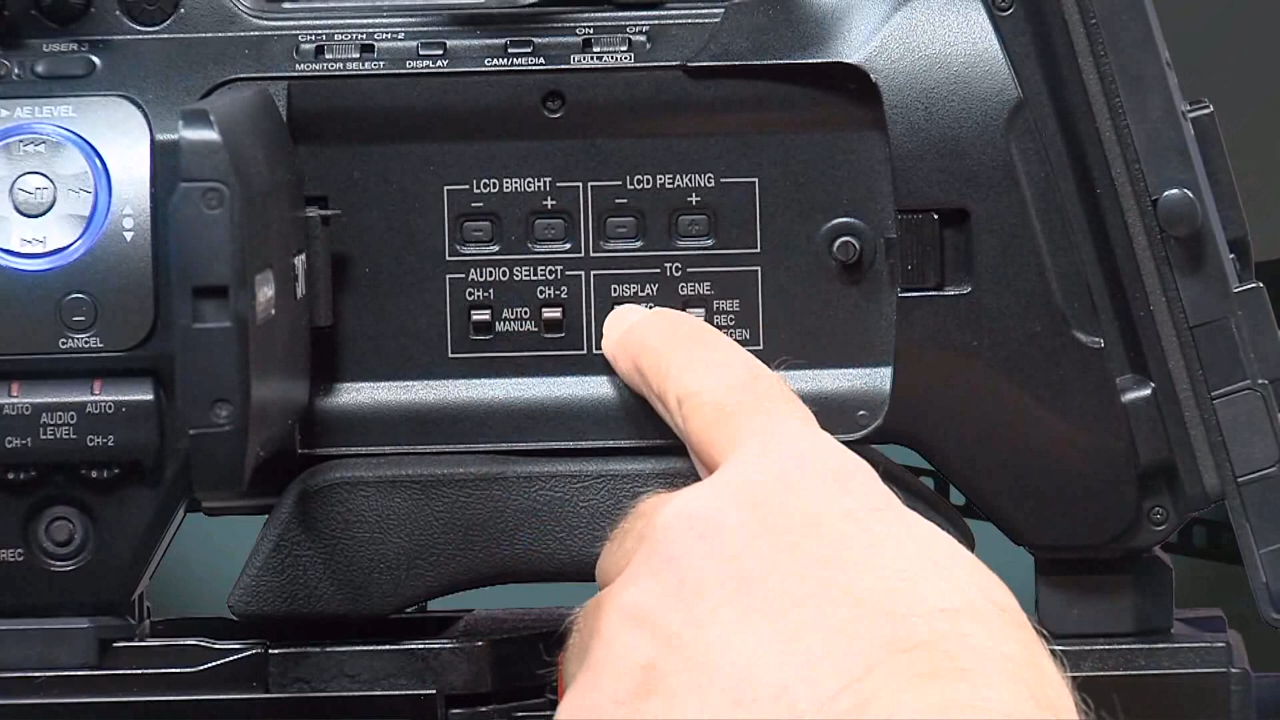 USER 3
CH-1 BOTH CH-2
MONITOR SELECT
DISPLAY
CAM/MEDIA
ON OFF
FULL AUTO
AE LEVEL
CANCEL
AUTO AUTO
AUDIO
LEVEL
CH-1 CH-2
REC
LCD BRIGHT
- +
LCD PEAKING
- +
AUDIO SELECT
CH-1 CH-2
AUTO
MANUAL
TC
DISPLAY GENE.
FREE
REC